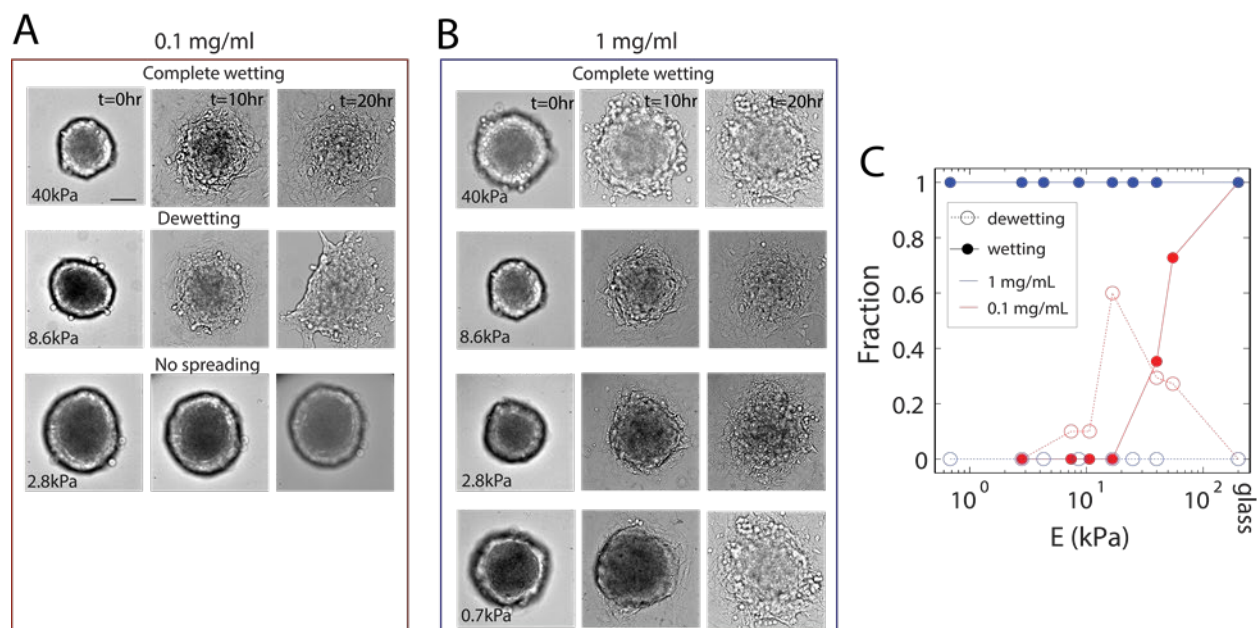 A
0.1 mg/ml
Complete wetting
t=0hr
t=10hr
t=20hr
40kPa
Dewetting
8.6kPa
No spreading
2.8kPa
B
1 mg/ml
Complete wetting
t=0hr
t=10hr
t=20hr
40kPa
8.6kPa
2.8kPa
0.7kPa
C
Fraction
1
0.8
0.6
0.4
0.2
0
dewetting
wetting
1 mg/mL
0.1 mg/mL
10⁰
10¹
10²
glass
E (kPa)